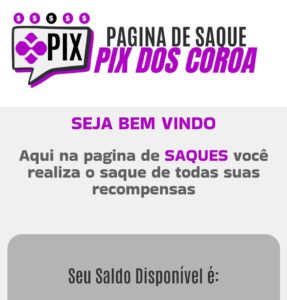 PIX
PAGINA DE SAQUE
PIX DOS COROA
SEJA BEM VINDO
Aqui na pagina de SAQUES você
realiza o saque de todas suas
recompensas
Seu Saldo Disponível é: